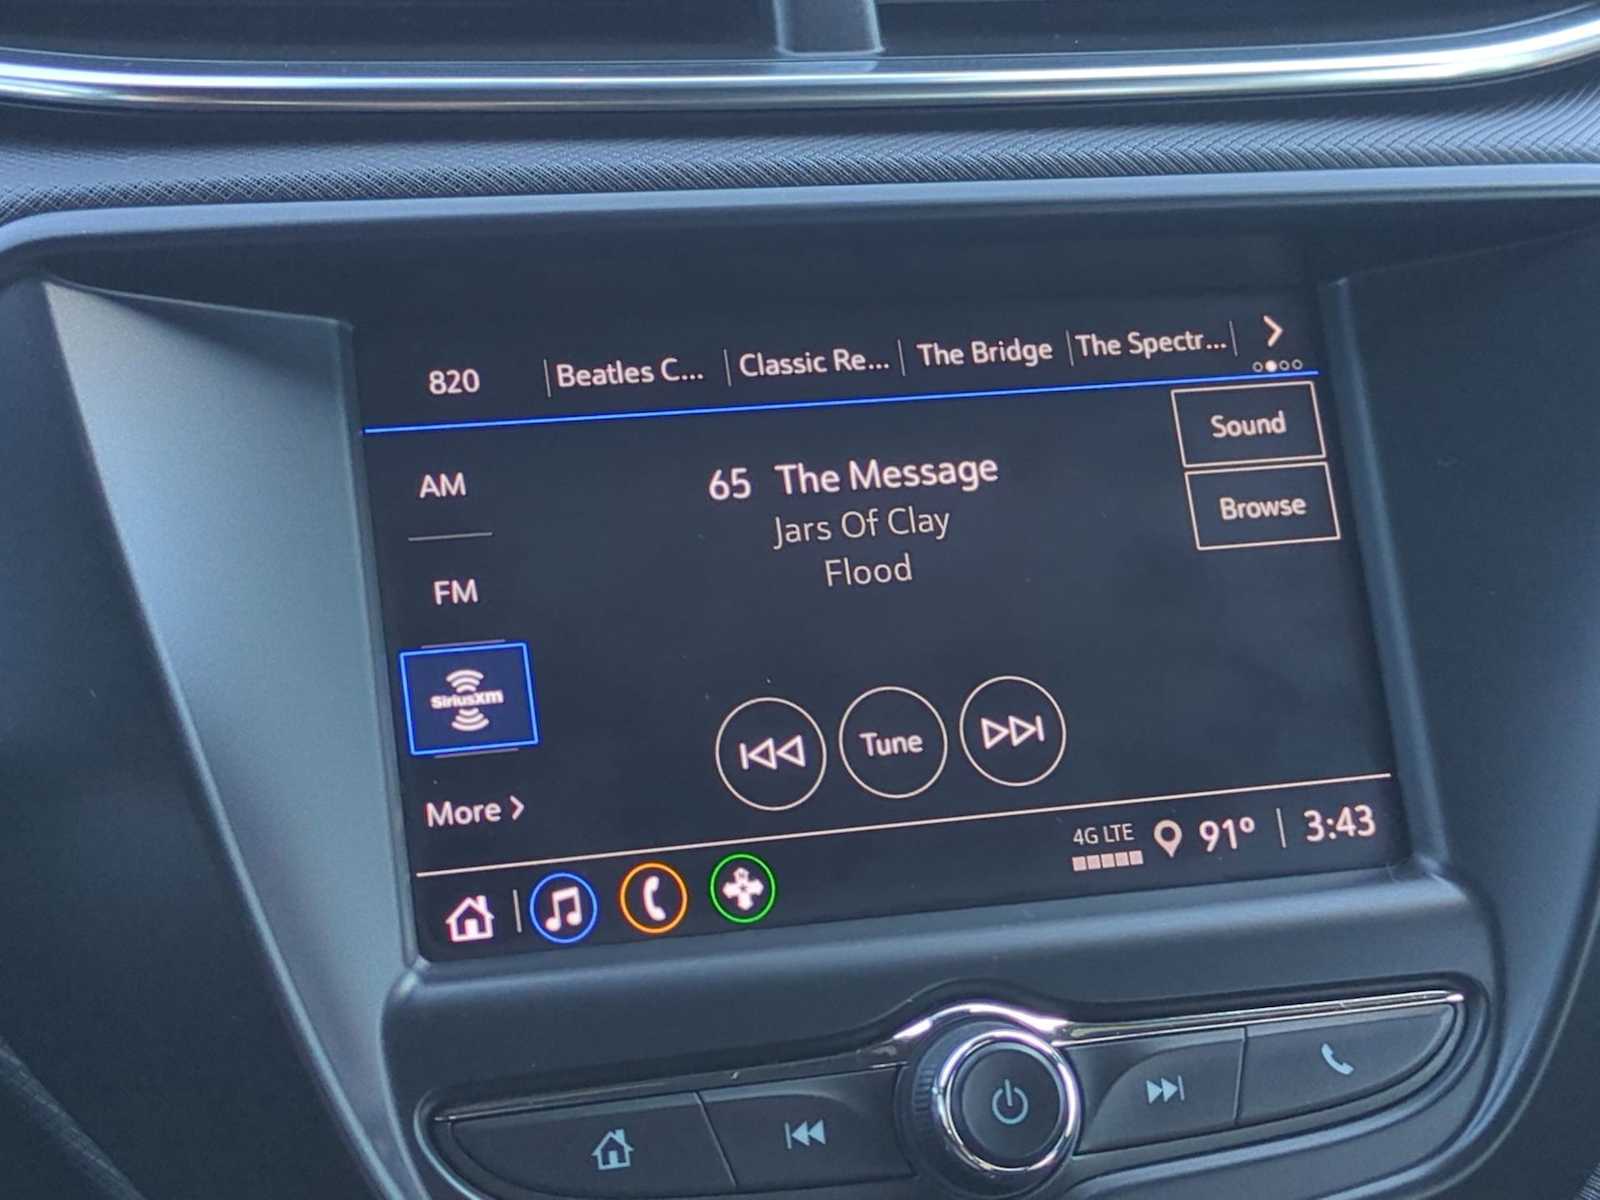 820 Beatles C... Classic Re... The Bridge The Spectr...
Sound
AM
65 The Message
Browse
Jars Of Clay
FM
Flood
SiriusXM
Tune
More
4G LTE 91° 3:43